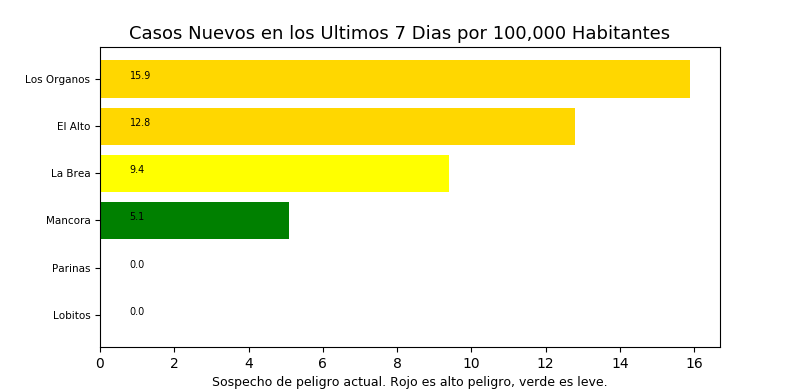 Casos Nuevos en los Ultimos 7 Dias por 100,000 Habitantes
Los Organos 15.9
El Alto 12.8
La Brea 9.4
Mancora 5.1
Parinas 0.0
Lobitos 0.0
0 2 4 6 8 10 12 14 16
Sospecho de peligro actual. Rojo es alto peligro, verde es leve.